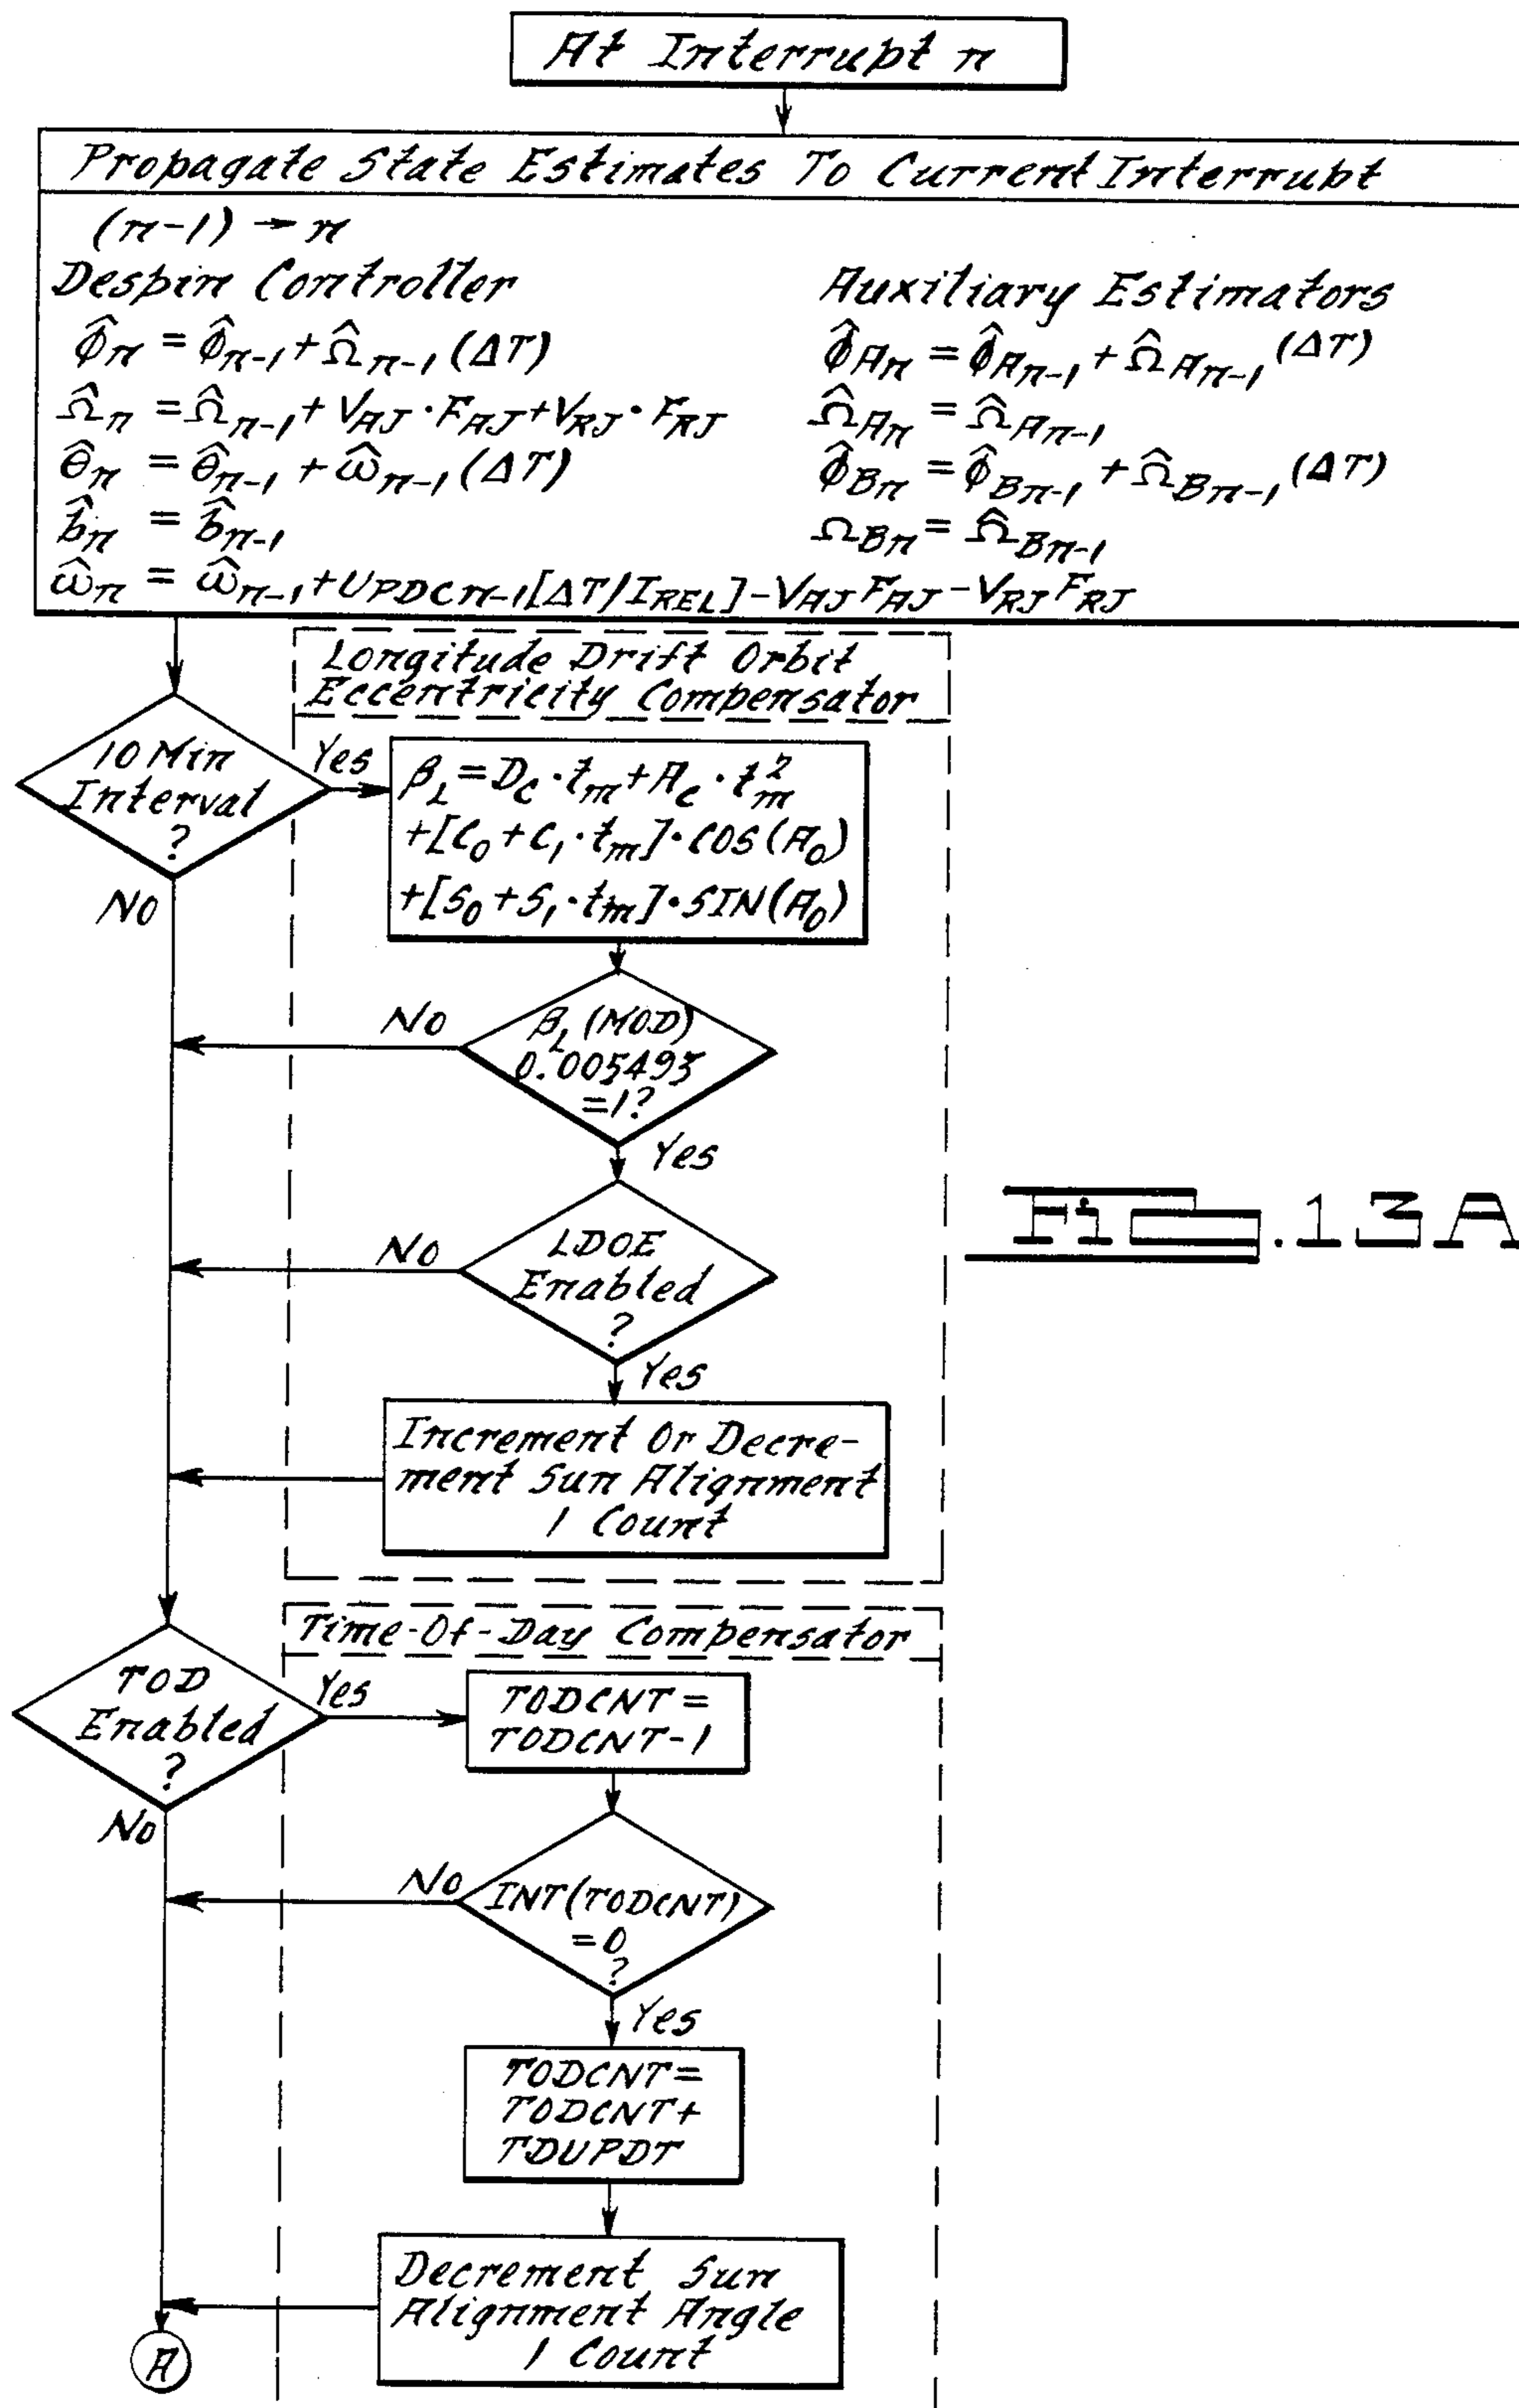 At Interrupt n
Propagate State Estimates To Current Interrupt
(n-1) → n
Despin Controller
φ̂n = φ̂n-1 + Ω̂n-1 (ΔT)
Ω̂n = Ω̂n-1 + VAJ · FAJ + VRJ · FRJ
θ̂n = θ̂n-1 + ω̂n-1 (ΔT)
b̂n = b̂n-1
ω̂n = ω̂n-1 + UPDCn-1 [ΔT/IREL] - VAJ FAJ - VRJ FRJ
Auxiliary Estimators
φ̂An = φ̂An-1 + Ω̂An-1 (ΔT)
Ω̂An = Ω̂An-1
φ̂Bn = φ̂Bn-1 + Ω̂Bn-1 (ΔT)
ΩBn = Ω̂Bn-1
Longitude Drift Orbit
Eccentricity Compensator
10 Min
Interval
?
Yes
No
βL = Dc · tm + Ac · tm²
+[C0 + C1 · tm] · COS(A0)
+[S0 + S1 · tm] · SIN(A0)
No
βL (MOD)
0.005493
=1?
Yes
No
LDOE
Enabled
?
Yes
Increment Or Decre-
ment Sun Alignment
1 Count
FIG. 13A
Time-Of-Day Compensator
TOD
Enabled
?
Yes
No
TODCNT =
TODCNT-1
No
INT(TODCNT)
=0
?
Yes
TODCNT=
TODCNT+
TDUPDT
Decrement Sun
Alignment Angle
1 Count
A